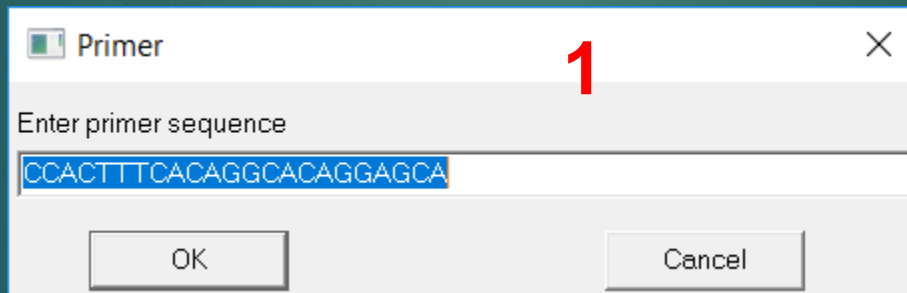 Primer
1
Enter primer sequence
CCACTTTCACAGGCACAGGAGCA
OK
Cancel